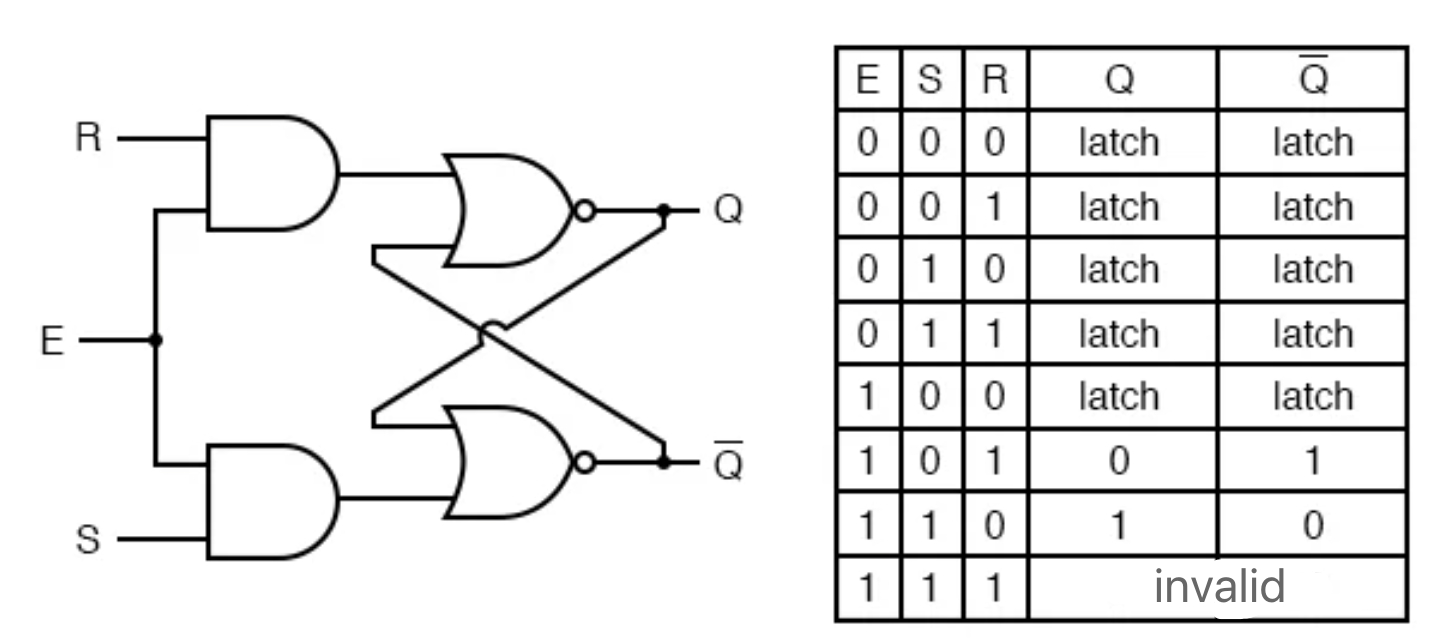 R
E
S
Q
Q̅
E S R Q Q̅
0 0 0 latch latch
0 0 1 latch latch
0 1 0 latch latch
0 1 1 latch latch
1 0 0 latch latch
1 0 1 0 1
1 1 0 1 0
1 1 1 invalid